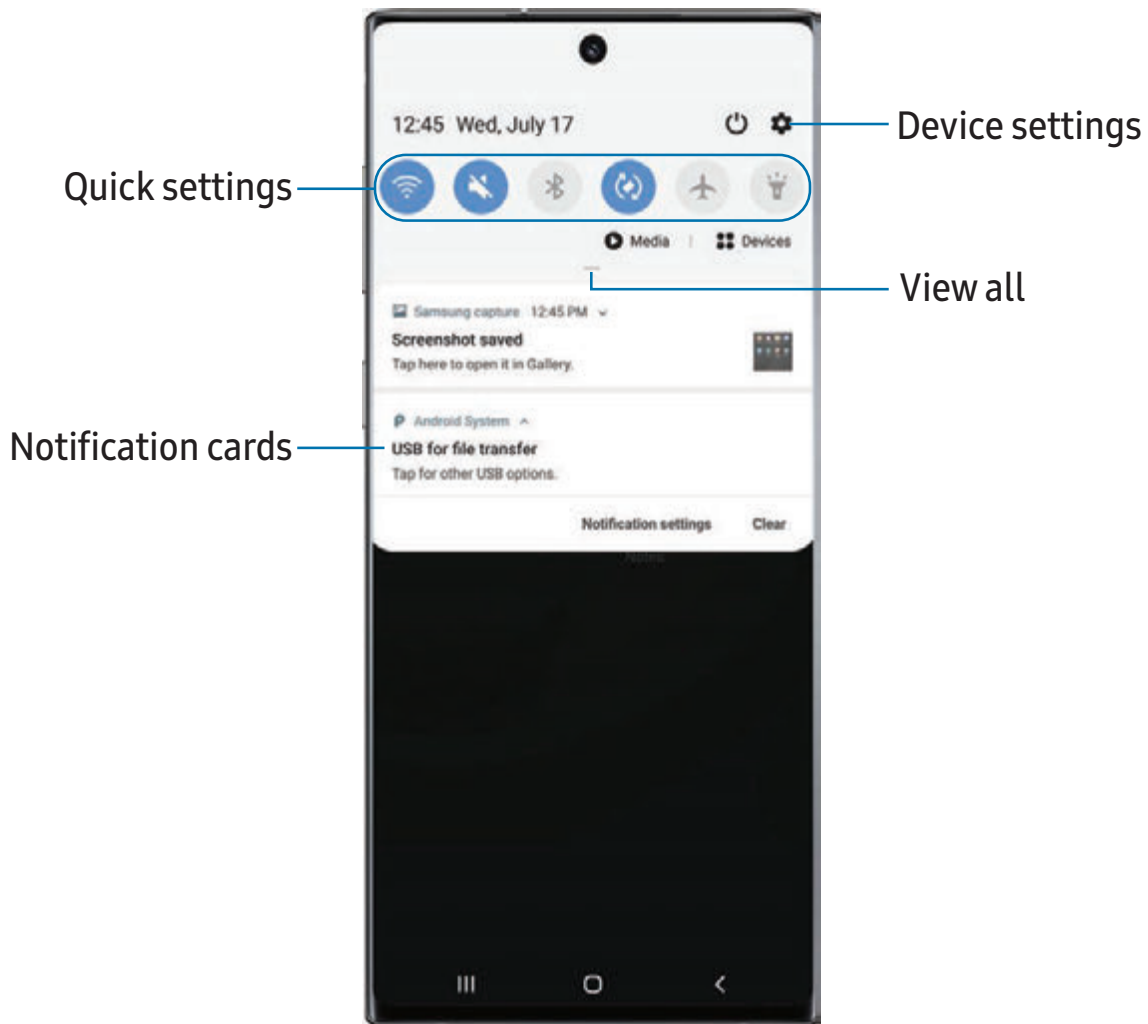 12:45 Wed, July 17
Device settings
Quick settings
Media
Devices
View all
Samsung capture 12:45 PM
Screenshot saved
Tap here to open it in Gallery.
Android System
Notification cards
USB for file transfer
Tap for other USB options.
Notification settings Clear
Notes